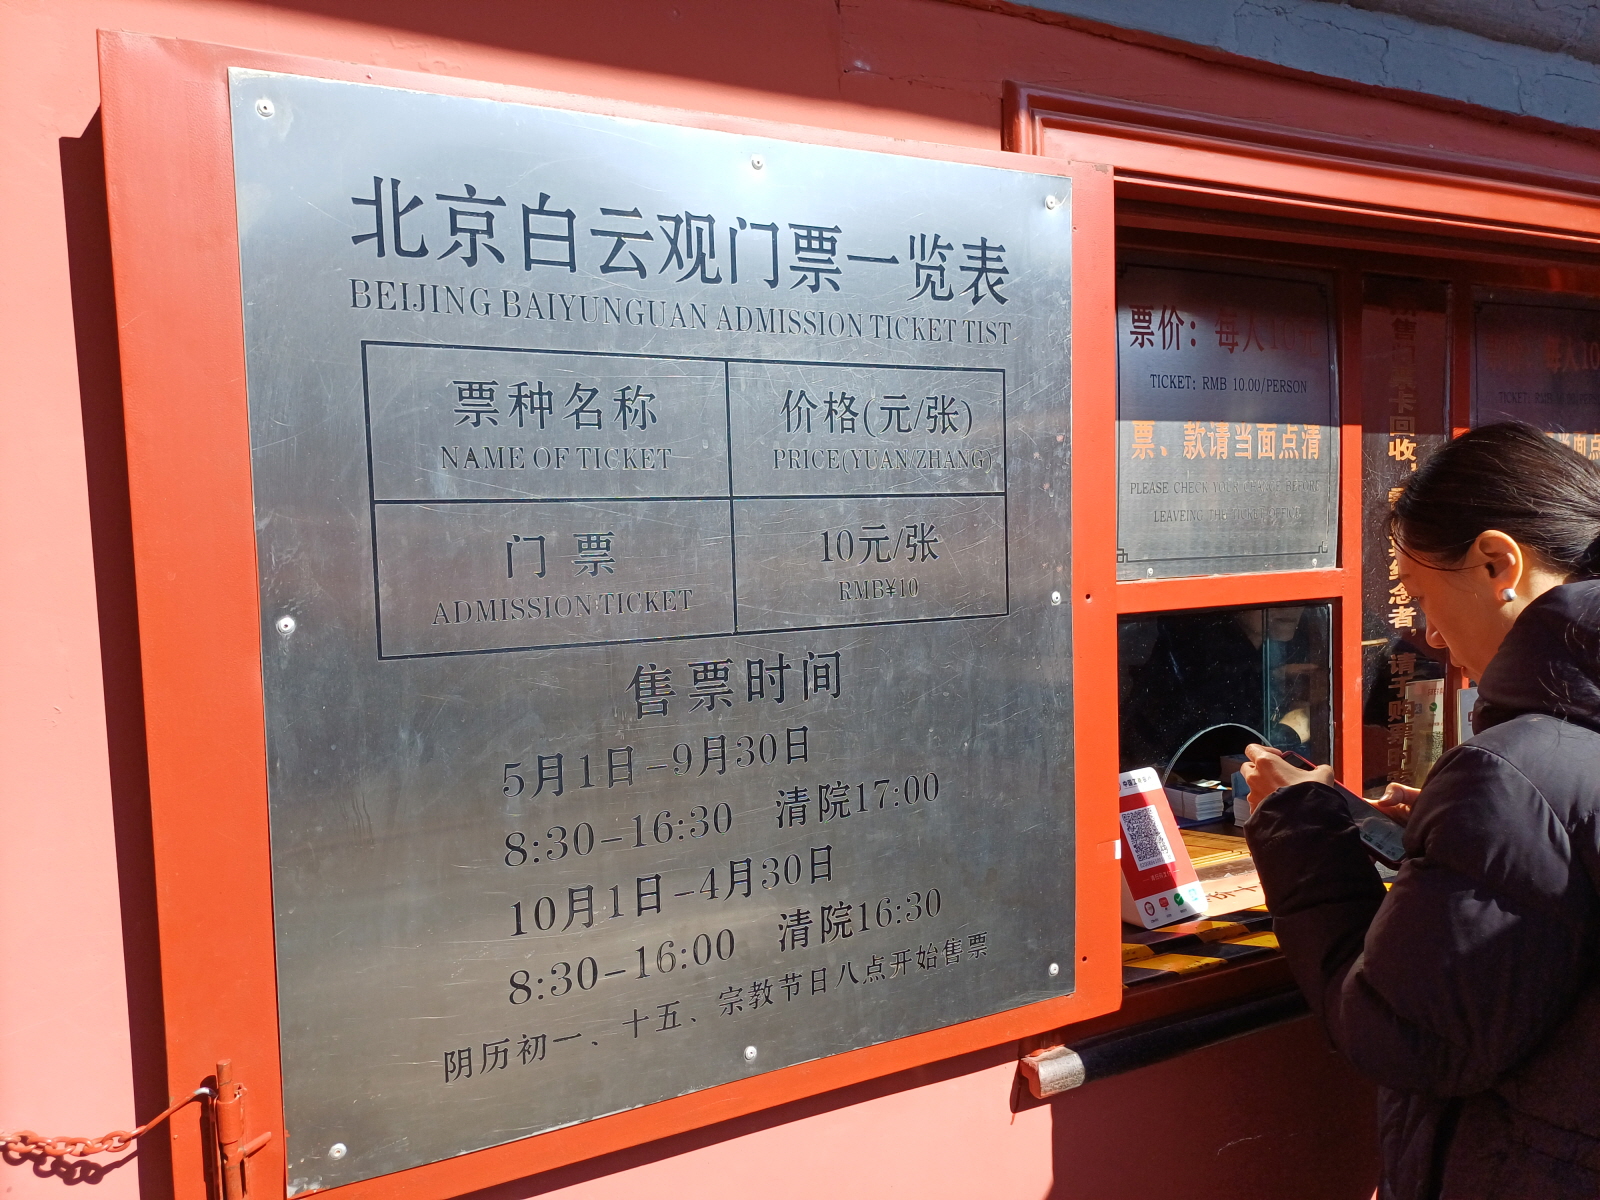 北京白云观门票一览表
BEIJING BAIYUNGUAN ADMISSION TICKET TIST
票种名称
NAME OF TICKET
价格(元/张)
PRICE(YUAN/ZHANG)
门 票
ADMISSION TICKET
10元/张
RMB¥10
售票时间
5月1日-9月30日
8:30-16:30 清院17:00
10月1日-4月30日
8:30-16:00 清院16:30
阴历初一、十五、宗教节日八点开始售票
票价: 每人10元
TICKET: RMB 10.00/PERSON
票、款请当面点清
PLEASE CHECK YOUR CHANGE BEFORE
LEAVEING THE TICKET OFFICE